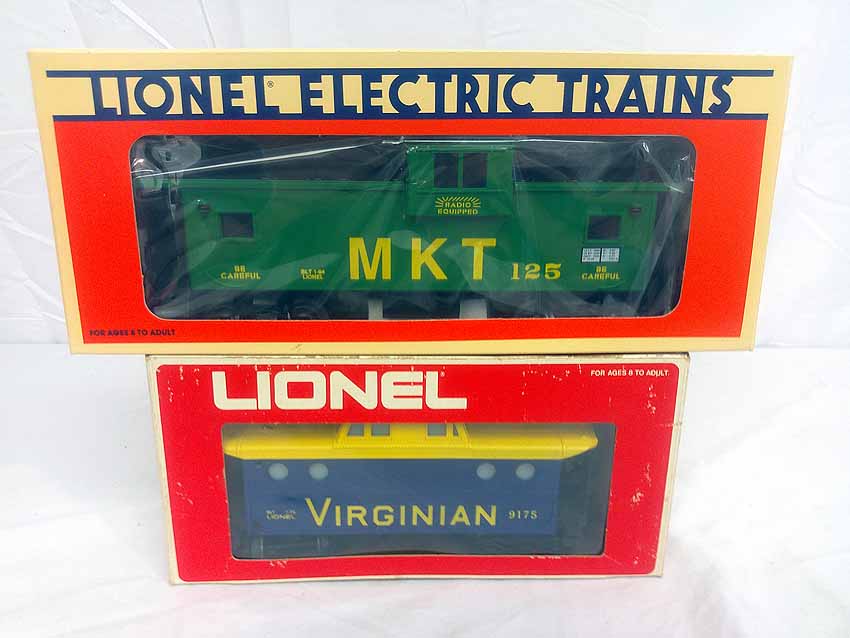 LIONEL® ELECTRIC TRAINS
RADIO
EQUIPPED
BE
CAREFUL
BLT 1-94
LIONEL
MKT 125
BE
CAREFUL
FOR AGES 8 TO ADULT
LIONEL
FOR AGES 8 TO ADULT.
LIONEL
VIRGINIAN 9175